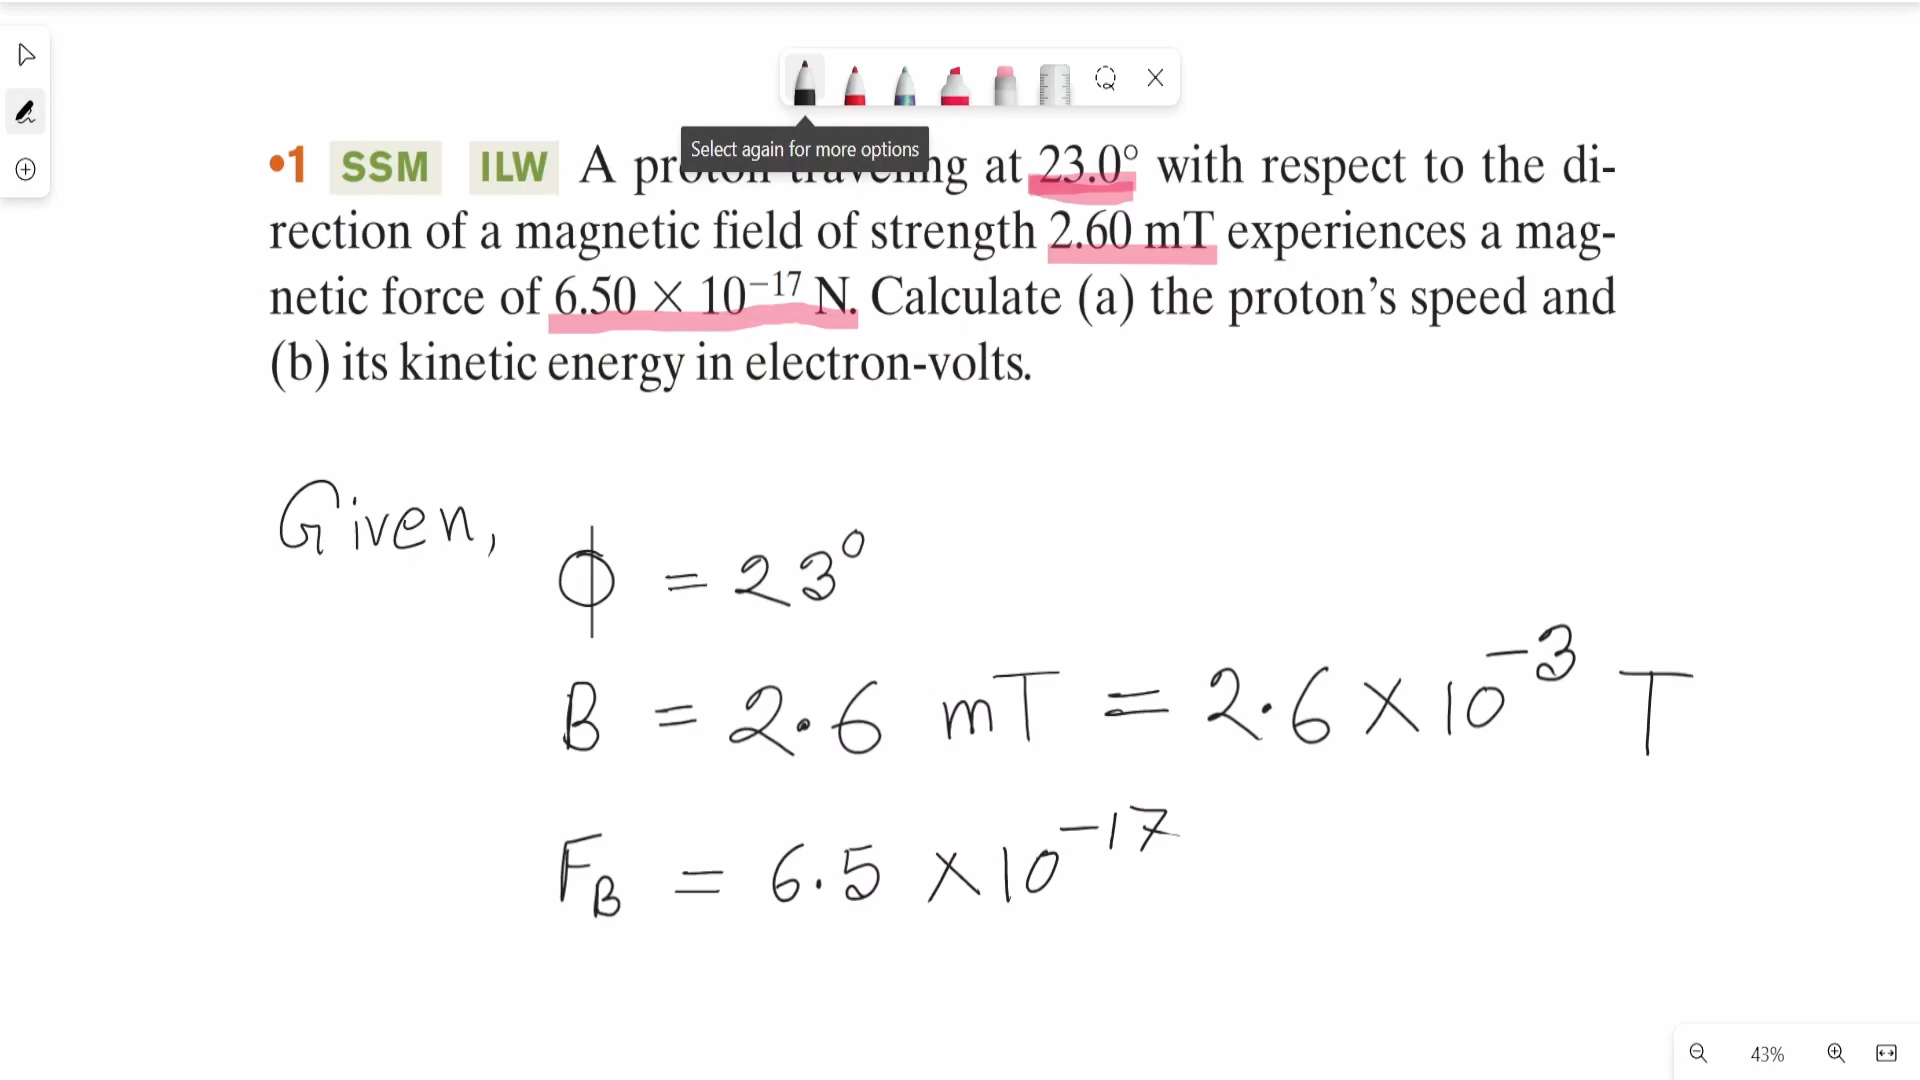 Select again for more options
•1 SSM ILW A proton traveling at 23.0° with respect to the di-
rection of a magnetic field of strength 2.60 mT experiences a mag-
netic force of 6.50 × 10⁻¹⁷ N. Calculate (a) the proton’s speed and
(b) its kinetic energy in electron-volts.
Given,
ϕ = 23⁰
B = 2.6 mT = 2.6 × 10⁻³ T
F_B = 6.5 × 10⁻¹⁷
43%